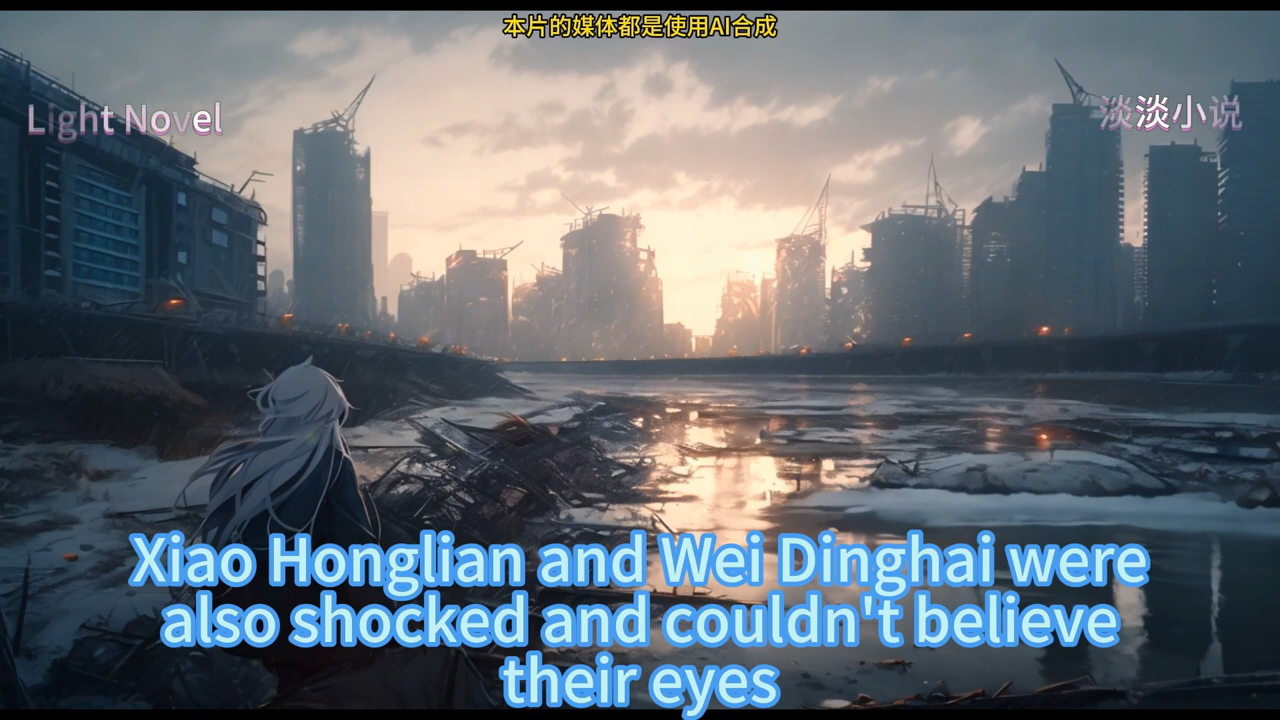 本片的媒体都是使用AI合成
Light Novel
淡淡小说
Xiao Honglian and Wei Dinghai were
also shocked and couldn't believe
their eyes